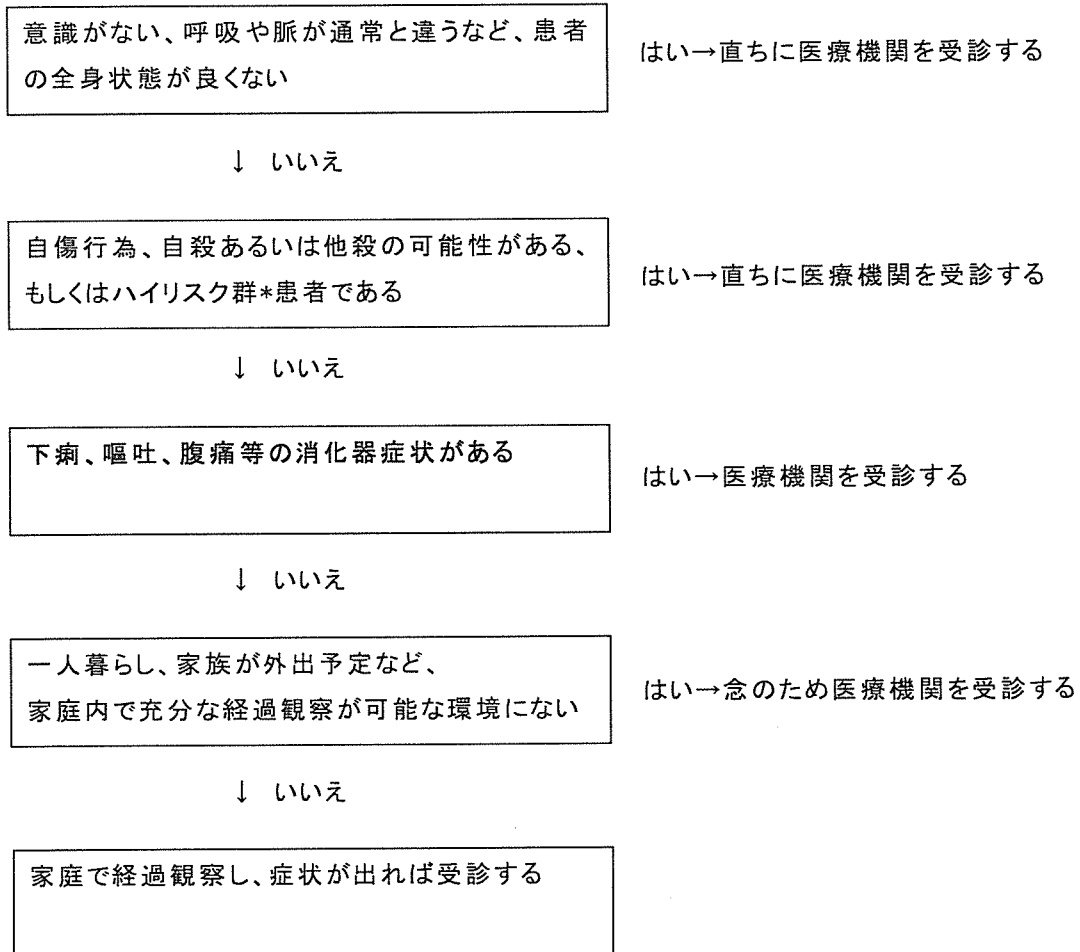 意識がない、呼吸や脈が通常と違うなど、患者
の全身状態が良くない
はい→直ちに医療機関を受診する
↓ いいえ
自傷行為、自殺あるいは他殺の可能性がある、
もしくはハイリスク群*患者である
はい→直ちに医療機関を受診する
↓ いいえ
下痢、嘔吐、腹痛等の消化器症状がある
はい→医療機関を受診する
↓ いいえ
一人暮らし、家族が外出予定など、
家庭内で充分な経過観察が可能な環境にない
はい→念のため医療機関を受診する
↓ いいえ
家庭で経過観察し、症状が出れば受診する